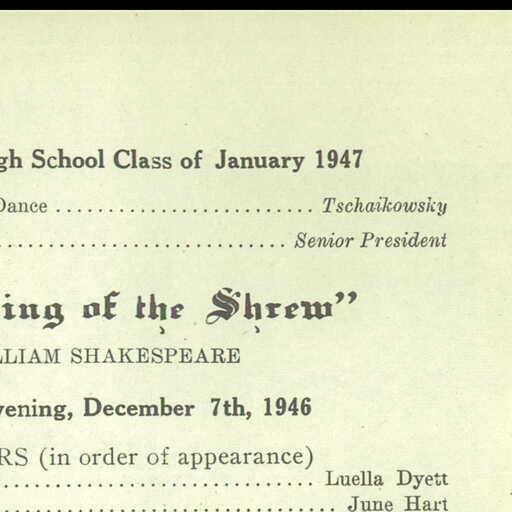 gh School Class of January 1947
Dance ......................... Tschaikowsky
............................ Senior President
ing of the Shrew"
LLIAM SHAKESPEARE
vening, December 7th, 1946
RS (in order of appearance)
.............................. Luella Dyett
................................ June Hart